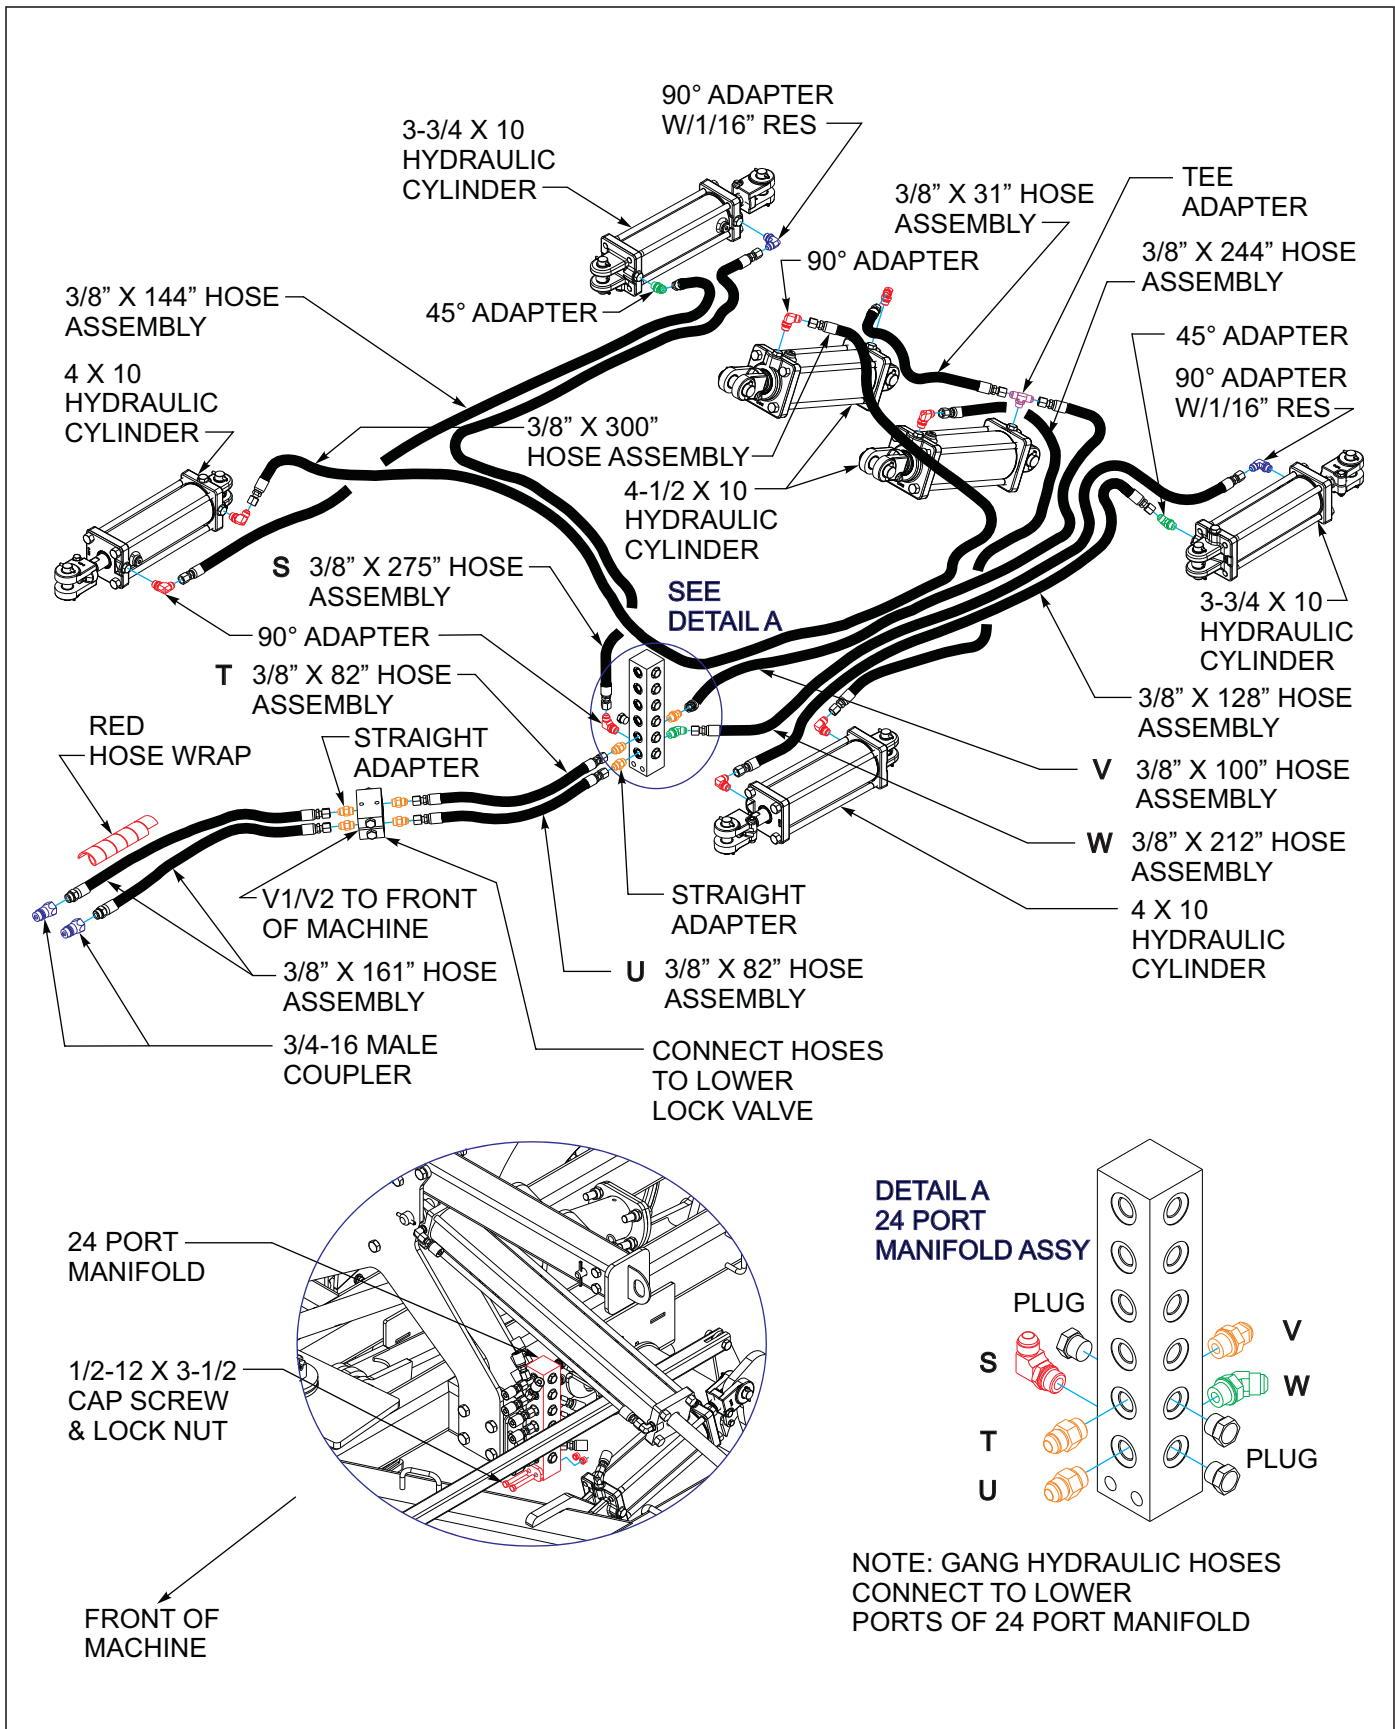 90° ADAPTER
W/1/16” RES
3-3/4 X 10
HYDRAULIC
CYLINDER
TEE
ADAPTER
3/8” X 31” HOSE
ASSEMBLY
3/8” X 244” HOSE
ASSEMBLY
90° ADAPTER
3/8” X 144” HOSE
ASSEMBLY
45° ADAPTER
45° ADAPTER
4 X 10
HYDRAULIC
CYLINDER
90° ADAPTER
W/1/16” RES
3/8” X 300”
HOSE ASSEMBLY
4-1/2 X 10
HYDRAULIC
CYLINDER
S 3/8” X 275” HOSE
ASSEMBLY
SEE
DETAIL A
3-3/4 X 10
HYDRAULIC
CYLINDER
90° ADAPTER
T 3/8” X 82” HOSE
ASSEMBLY
3/8” X 128” HOSE
ASSEMBLY
RED
HOSE WRAP
STRAIGHT
ADAPTER
V 3/8” X 100” HOSE
ASSEMBLY
W 3/8” X 212” HOSE
ASSEMBLY
V1/V2 TO FRONT
OF MACHINE
STRAIGHT
ADAPTER
4 X 10
HYDRAULIC
CYLINDER
3/8” X 161” HOSE
ASSEMBLY
U 3/8” X 82” HOSE
ASSEMBLY
3/4-16 MALE
COUPLER
CONNECT HOSES
TO LOWER
LOCK VALVE
24 PORT
MANIFOLD
1/2-12 X 3-1/2
CAP SCREW
& LOCK NUT
FRONT OF
MACHINE
DETAIL A
24 PORT
MANIFOLD ASSY
PLUG
V
S
W
T
PLUG
U
NOTE: GANG HYDRAULIC HOSES
CONNECT TO LOWER
PORTS OF 24 PORT MANIFOLD